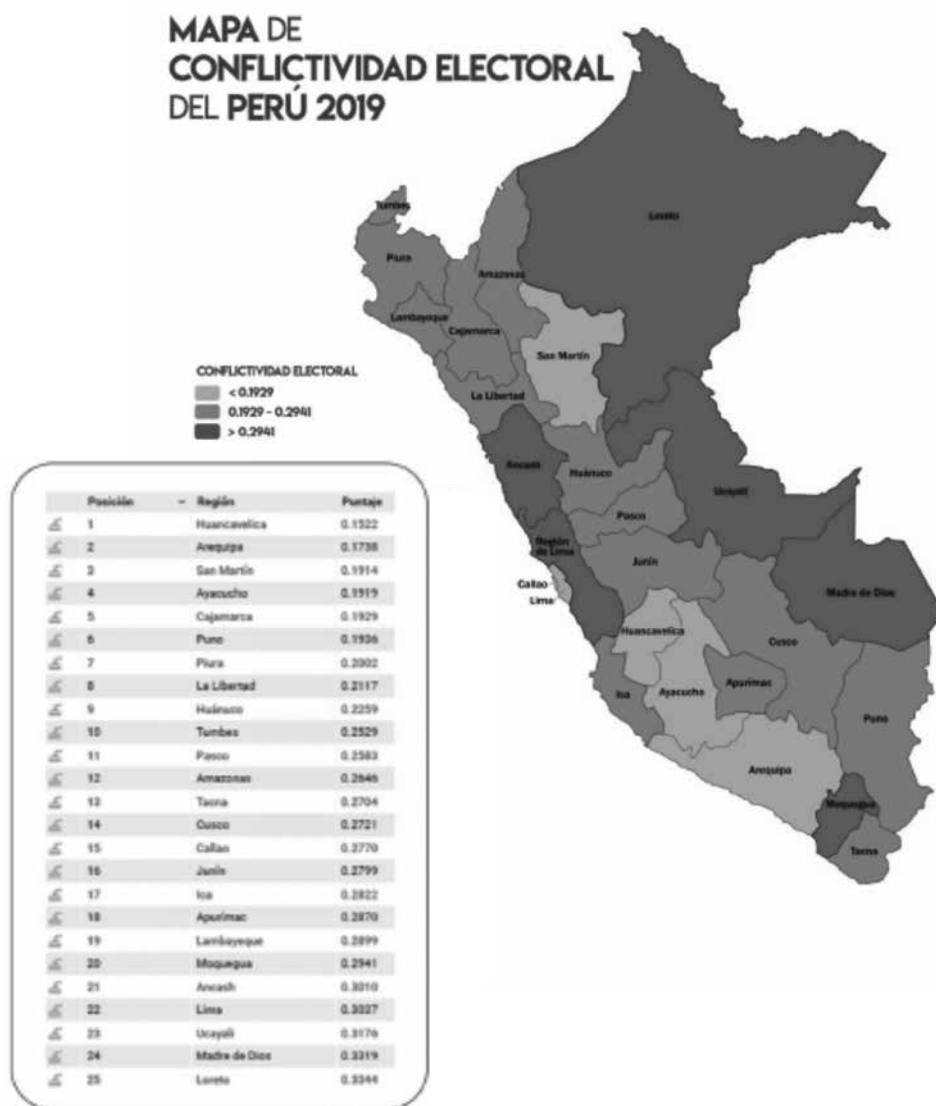 MAPA DE
CONFLICTIVIDAD ELECTORAL
DEL PERÚ 2019
Tumbes
Piura
Lambayeque
Cajamarca
Amazonas
Loreto
San Martín
La Libertad
CONFLICTIVIDAD ELECTORAL
< 0.1929
0.1929 - 0.2941
> 0.2941
Ancash
Huánuco
Ucayali
Pasco
Región
de Lima
Junín
Callao
Lima
Madre de Dios
Huancavelica
Cusco
Ica
Ayacucho
Apurímac
Puno
Arequipa
Moquegua
Tacna
Posición Región Puntaje
1 Huancavelica 0.1522
2 Arequipa 0.1738
3 San Martín 0.1914
4 Ayacucho 0.1919
5 Cajamarca 0.1929
6 Puno 0.1936
7 Piura 0.2002
8 La Libertad 0.2117
9 Huánuco 0.2259
10 Tumbes 0.2529
11 Pasco 0.2583
12 Amazonas 0.2646
13 Tacna 0.2704
14 Cusco 0.2721
15 Callao 0.2770
16 Junín 0.2799
17 Ica 0.2822
18 Apurímac 0.2870
19 Lambayeque 0.2899
20 Moquegua 0.2941
21 Ancash 0.3010
22 Lima 0.3037
23 Ucayali 0.3176
24 Madre de Dios 0.3319
25 Loreto 0.3344